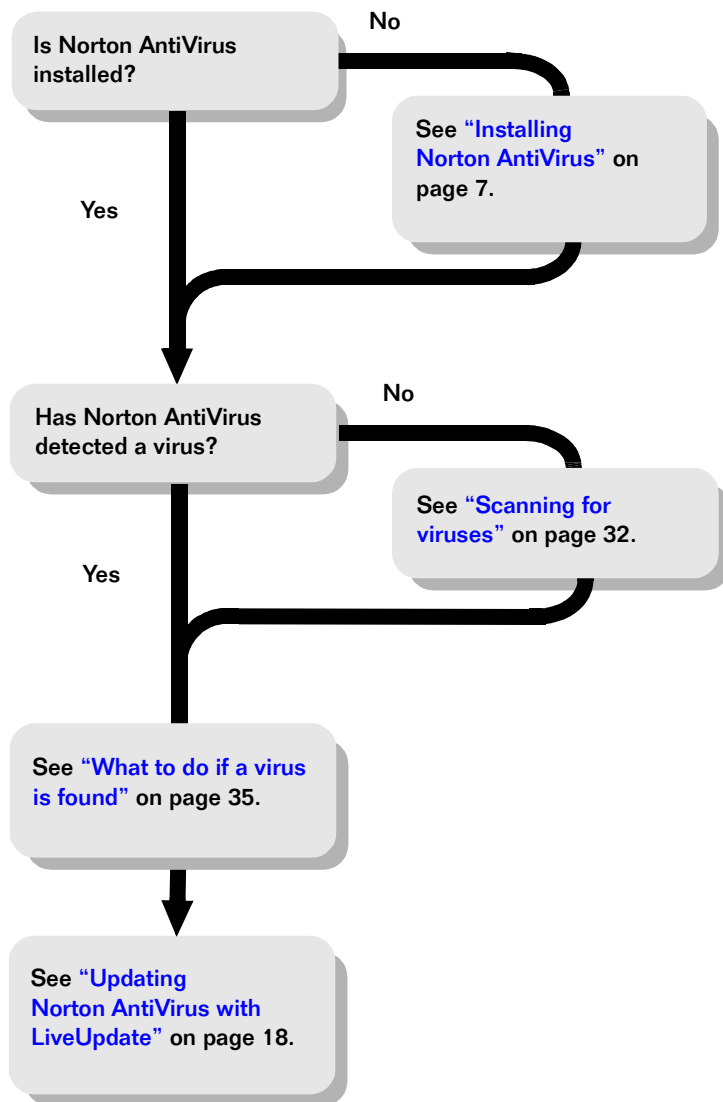 Is Norton AntiVirus
installed?
No
See “Installing
Norton AntiVirus” on
page 7.
Yes
Has Norton AntiVirus
detected a virus?
No
See “Scanning for
viruses” on page 32.
Yes
See “What to do if a virus
is found” on page 35.
See “Updating
Norton AntiVirus with
LiveUpdate” on page 18.